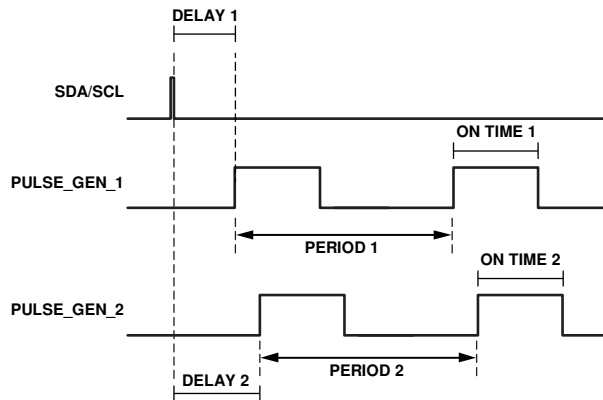 DELAY 1
SDA/SCL
ON TIME 1
PULSE_GEN_1
PERIOD 1
ON TIME 2
PULSE_GEN_2
PERIOD 2
DELAY 2